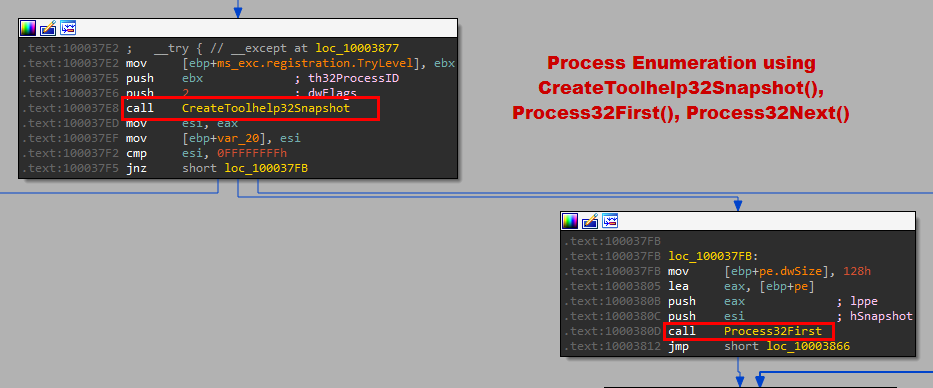 .text:100037E2 ;   __try { // __except at loc_10003877
.text:100037E2 mov     [ebp+ms_exc.registration.TryLevel], ebx
.text:100037E5 push    ebx             ; th32ProcessID
.text:100037E6 push    2               ; dwFlags
.text:100037E8 call    CreateToolhelp32Snapshot
.text:100037ED mov     esi, eax
.text:100037EF mov     [ebp+var_20], esi
.text:100037F2 cmp     esi, 0FFFFFFFFh
.text:100037F5 jnz     short loc_100037FB
Process Enumeration using
CreateToolhelp32Snapshot(),
Process32First(), Process32Next()
.text:100037FB
.text:100037FB loc_100037FB:
.text:100037FB mov     [ebp+pe.dwSize], 128h
.text:10003805 lea     eax, [ebp+pe]
.text:1000380B push    eax             ; lppe
.text:1000380C push    esi             ; hSnapshot
.text:1000380D call    Process32First
.text:10003812 jmp     short loc_10003866